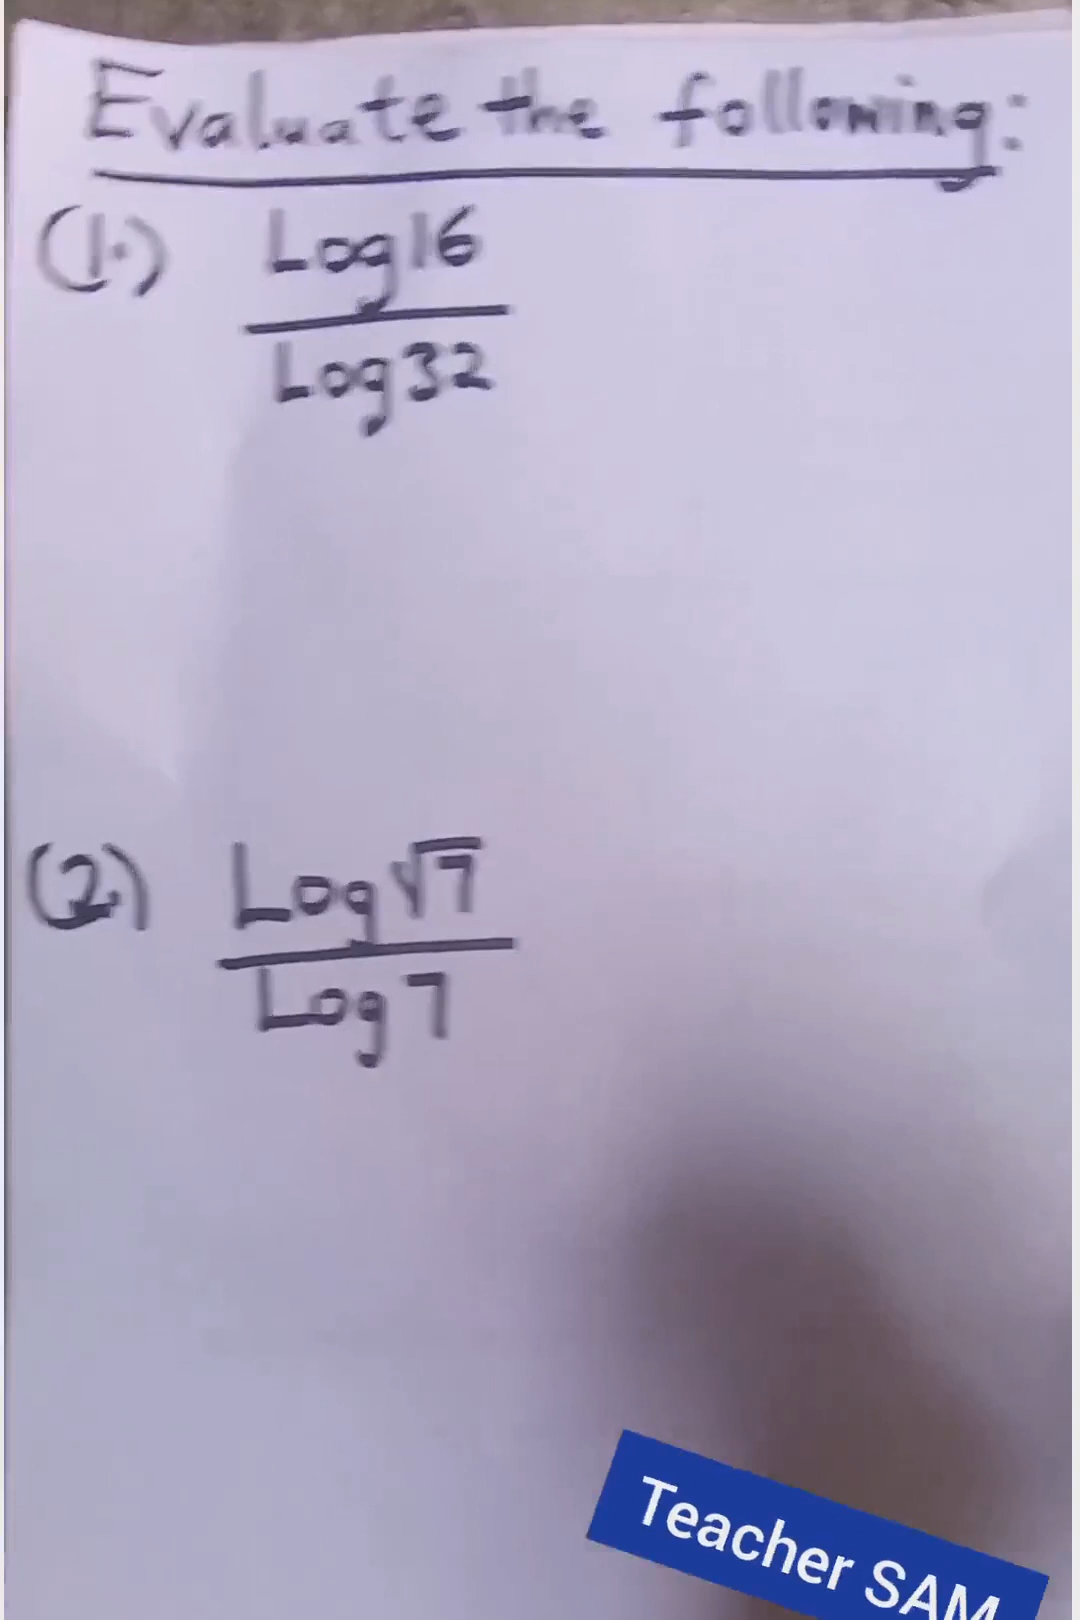 Evaluate the following:
(1.) Log16
Log32
(2.) Log√7
Log7
Teacher SAM